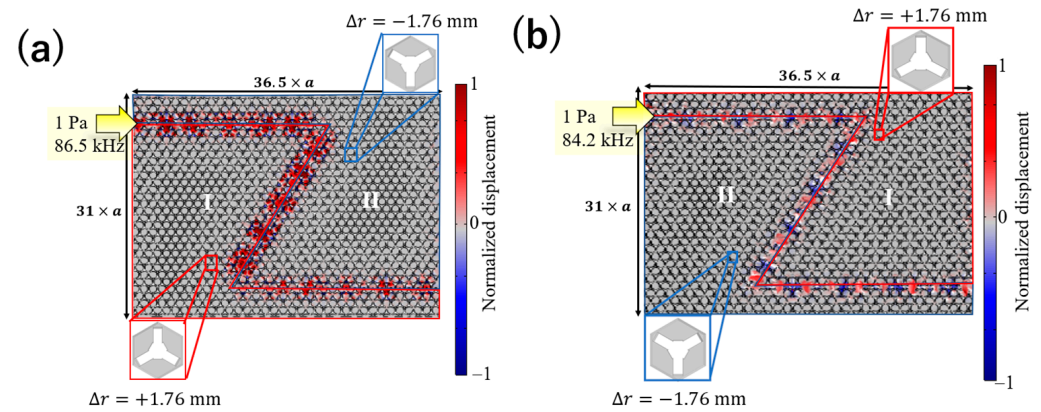 (a)
Δr = −1.76 mm
36.5 × a
1 Pa
86.5 kHz
31 × a
I
II
Δr = +1.76 mm
1
0
−1
Normalized displacement
(b)
Δr = +1.76 mm
36.5 × a
1 Pa
84.2 kHz
31 × a
II
I
Δr = −1.76 mm
1
0
−1
Normalized displacement